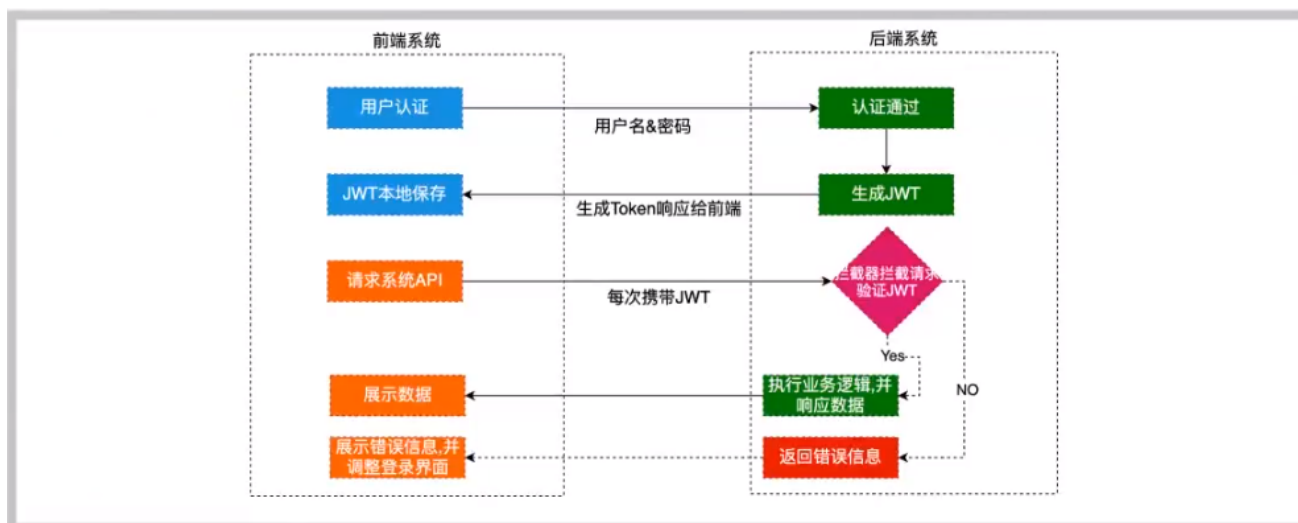 前端系统
后端系统
用户认证
用户名&密码
认证通过
JWT本地保存
生成Token响应给前端
生成JWT
请求系统API
每次携带JWT
拦截器拦截请求
验证JWT
Yes
NO
展示数据
执行业务逻辑,并
响应数据
展示错误信息,并
调整登录界面
返回错误信息